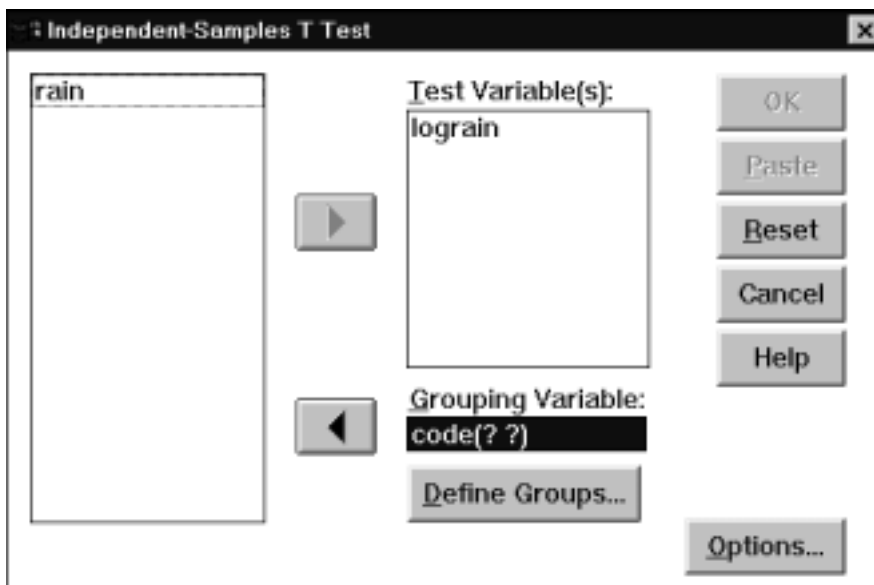 Independent-Samples T Test
rain
Test Variable(s):
lograin
Grouping Variable:
code(? ?)
Define Groups...
OK
Paste
Reset
Cancel
Help
Options...